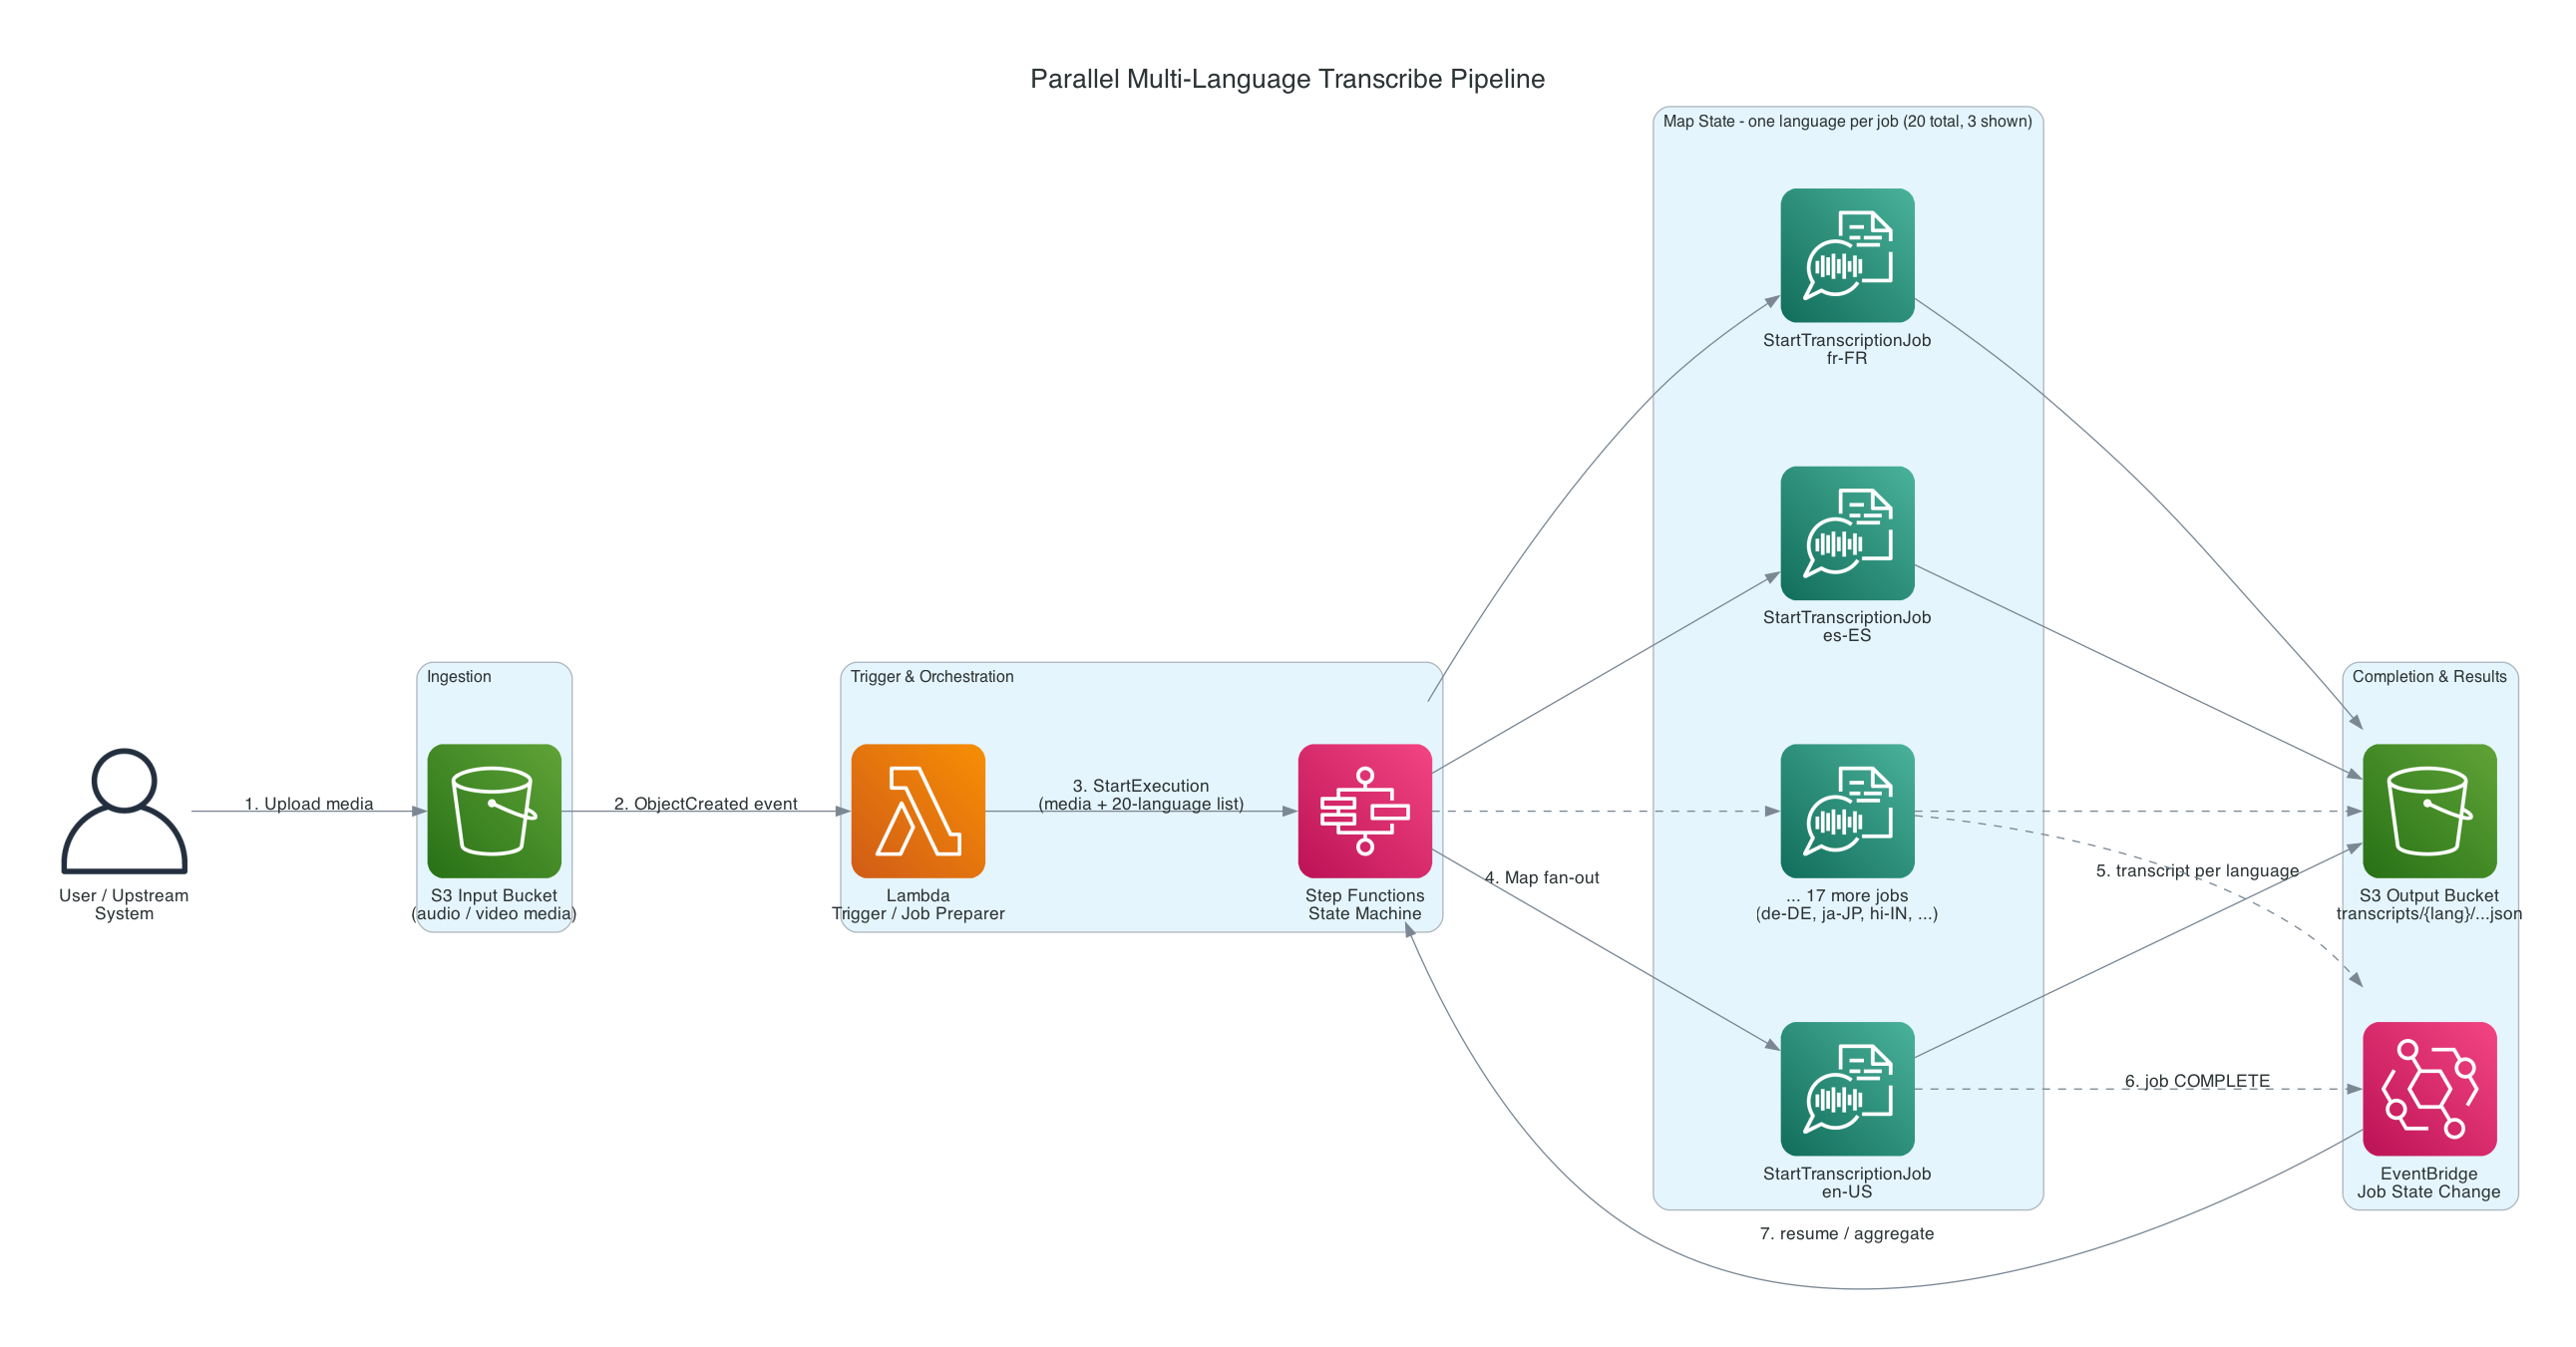 Parallel Multi-Language Transcribe Pipeline
Map State - one language per job (20 total, 3 shown)
StartTranscriptionJob
fr-FR
StartTranscriptionJob
es-ES
Ingestion
Trigger & Orchestration
Completion & Results
1. Upload media
2. ObjectCreated event
3. StartExecution
(media + 20-language list)
4. Map fan-out
5. transcript per language
User / Upstream
System
S3 Input Bucket
(audio / video media)
Lambda
Trigger / Job Preparer
Step Functions
State Machine
... 17 more jobs
(de-DE, ja-JP, hi-IN, ...)
S3 Output Bucket
transcripts/{lang}/...json
6. job COMPLETE
StartTranscriptionJob
en-US
EventBridge
Job State Change
7. resume / aggregate